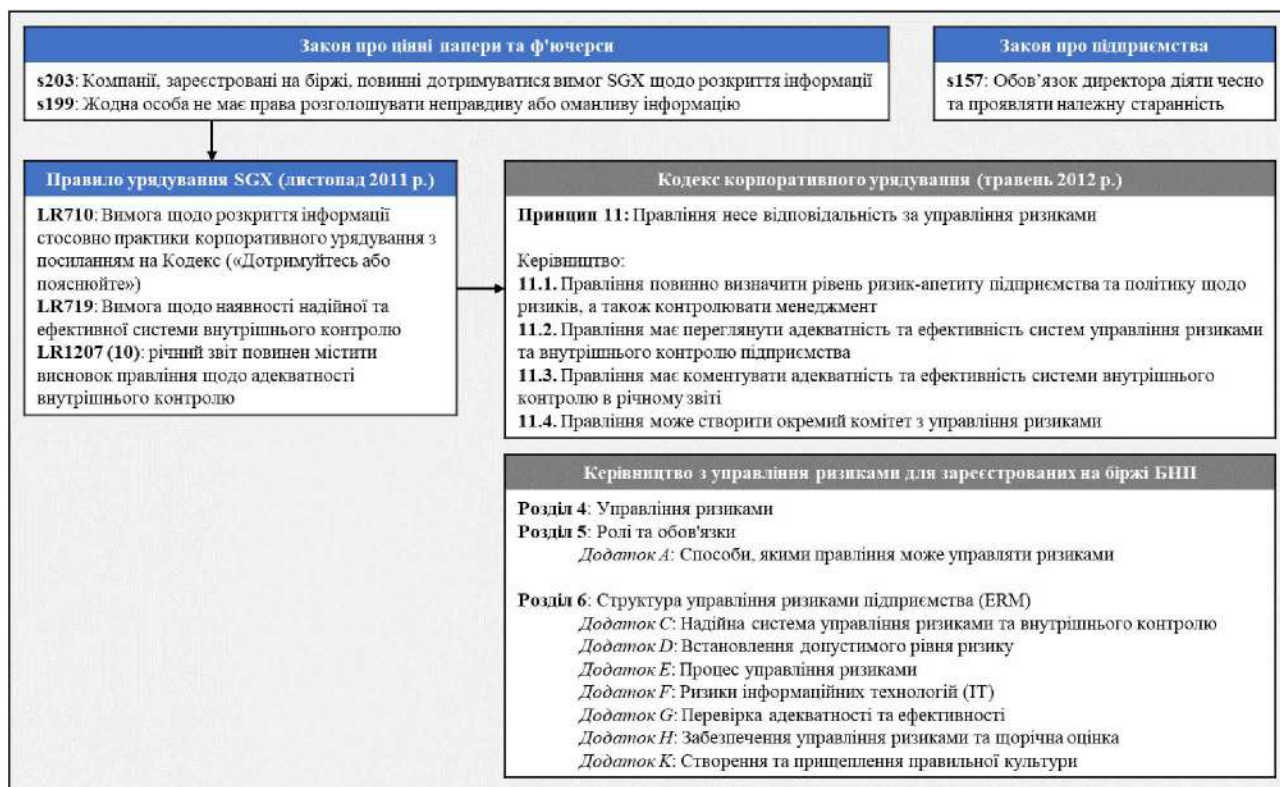 Закон про цінні папери та ф'ючерси
s203: Компанії, зареєстровані на біржі, повинні дотримуватися вимог SGX щодо розкриття інформації
s199: Жодна особа не має права розголошувати неправдиву або оманливу інформацію
Закон про підприємства
s157: Обов’язок директора діяти чесно
та проявляти належну старанність
Правило урядування SGX (листопад 2011 р.)
LR710: Вимога щодо розкриття інформації
стосовно практики корпоративного урядування з
посиланням на Кодекс («Дотримуйтесь або
пояснюйте»)
LR719: Вимога щодо наявності надійної та
ефективної системи внутрішнього контролю
LR1207 (10): річний звіт повинен містити
висновок правління щодо адекватності
внутрішнього контролю
Кодекс корпоративного урядування (травень 2012 р.)
Принцип 11: Правління несе відповідальність за управління ризиками
Керівництво:
11.1. Правління повинно визначити рівень ризик-апетиту підприємства та політику щодо
ризиків, а також контролювати менеджмент
11.2. Правління має переглянути адекватність та ефективність систем управління ризиками
та внутрішнього контролю підприємства
11.3. Правління має коментувати адекватність та ефективність системи внутрішнього
контролю в річному звіті
11.4. Правління може створити окремий комітет з управління ризиками
Керівництво з управління ризиками для зареєстрованих на біржі БНП
Розділ 4: Управління ризиками
Розділ 5: Ролі та обов'язки
Додаток A: Способи, якими правління може управляти ризиками
Розділ 6: Структура управління ризиками підприємства (ERM)
Додаток C: Надійна система управління ризиками та внутрішнього контролю
Додаток D: Встановлення допустимого рівня ризику
Додаток E: Процес управління ризиками
Додаток F: Ризики інформаційних технологій (IT)
Додаток G: Перевірка адекватності та ефективності
Додаток H: Забезпечення управління ризиками та щорічна оцінка
Додаток K: Створення та прищеплення правильної культури